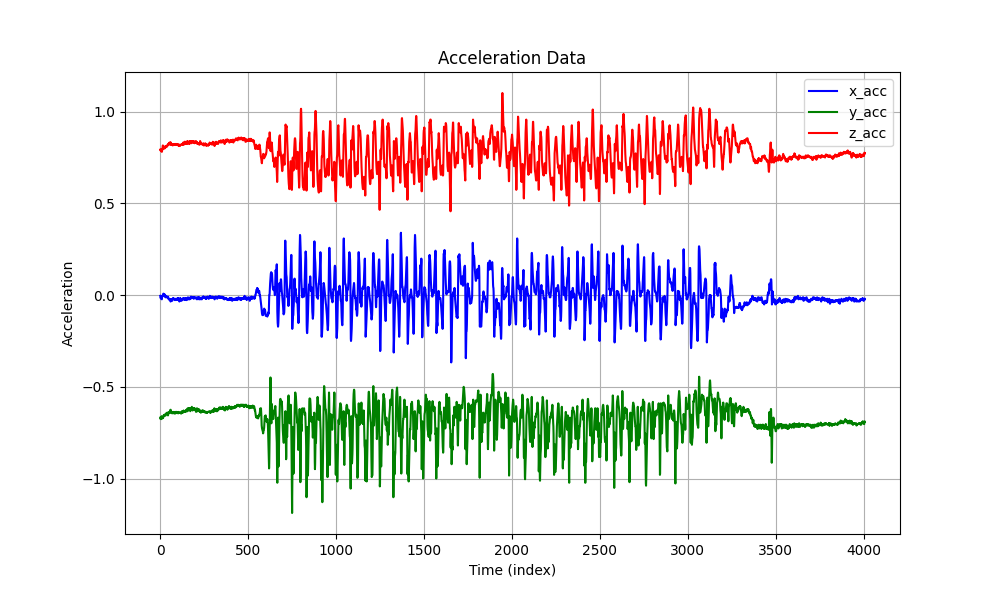 Acceleration Data
x_acc
y_acc
z_acc
1.0
0.5
0.0
−0.5
−1.0
Acceleration
0 500 1000 1500 2000 2500 3000 3500 4000
Time (index)